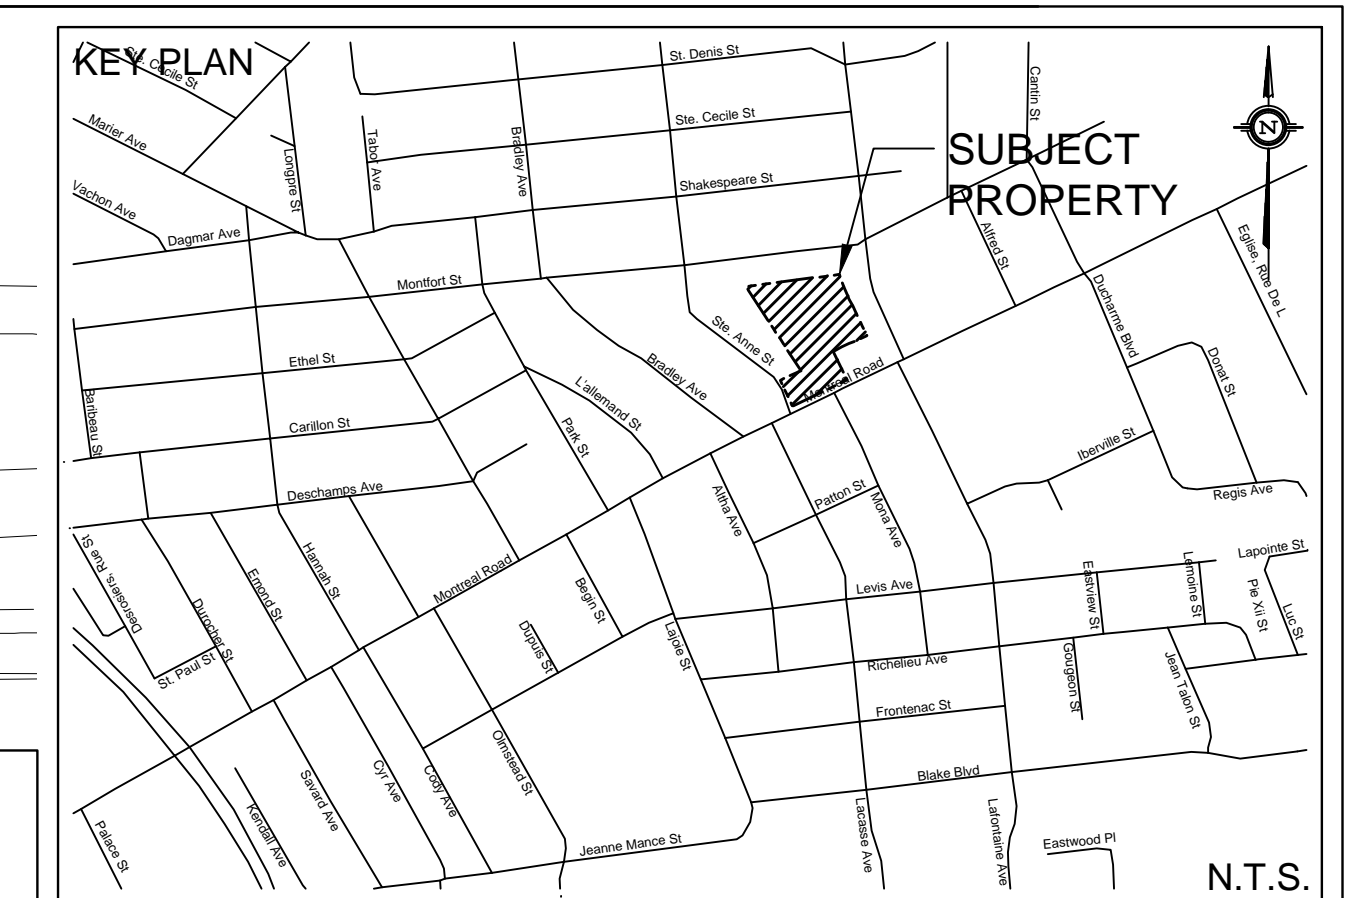 KEY PLAN
Ste. Cecile St
St. Denis St
Cantin St
Marier Ave
Longpre St
Tabor Ave
Bradley Ave
Ste. Cecile St
N
SUBJECT
PROPERTY
Vachon Ave
Shakespeare St
Dagmar Ave
Alfred St
Eglise, Rue De L
Montfort St
Ducharme Blvd
Ste. Anne St
Ethel St
Bradley Ave
Montreal Road
Donat St
L'allemand St
Baribeau St
Carillon St
Park St
Iberville St
Deschamps Ave
Altha Ave
Patton St
Mona Ave
Regis Ave
Desrosiers, Rue St
Hannah St
Emond St
Durocher St
St. Paul St
Montreal Road
Begin St
Dupuis St
Lajoie St
Levis Ave
Eastview St
Lemoine St
Lapointe St
Pie Xii St
Luc St
Richelieu Ave
Gougeon St
Jean Talon St
Frontenac St
Olmstead St
Blake Blvd
Savard Ave
Cyr Ave
Cody Ave
Kendall Ave
Palace St
Jeanne Mance St
Lacasse Ave
Lafontaine Ave
Eastwood Pl
N.T.S.